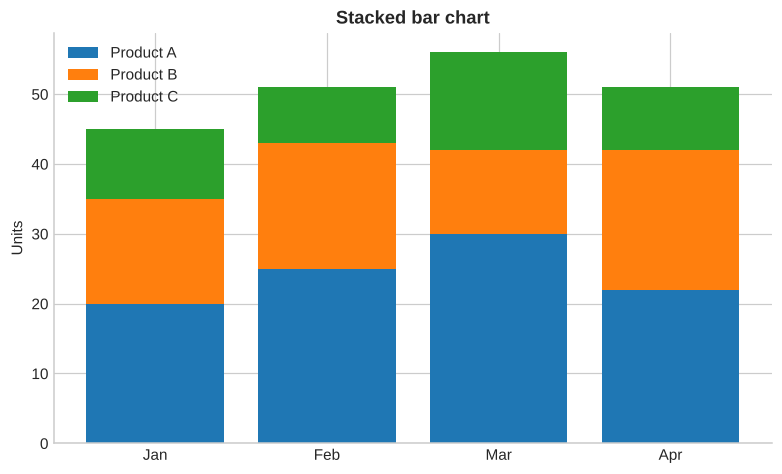 Stacked bar chart
Product A
Product B
Product C
50
40
30
20
10
0
Units
Jan Feb Mar Apr